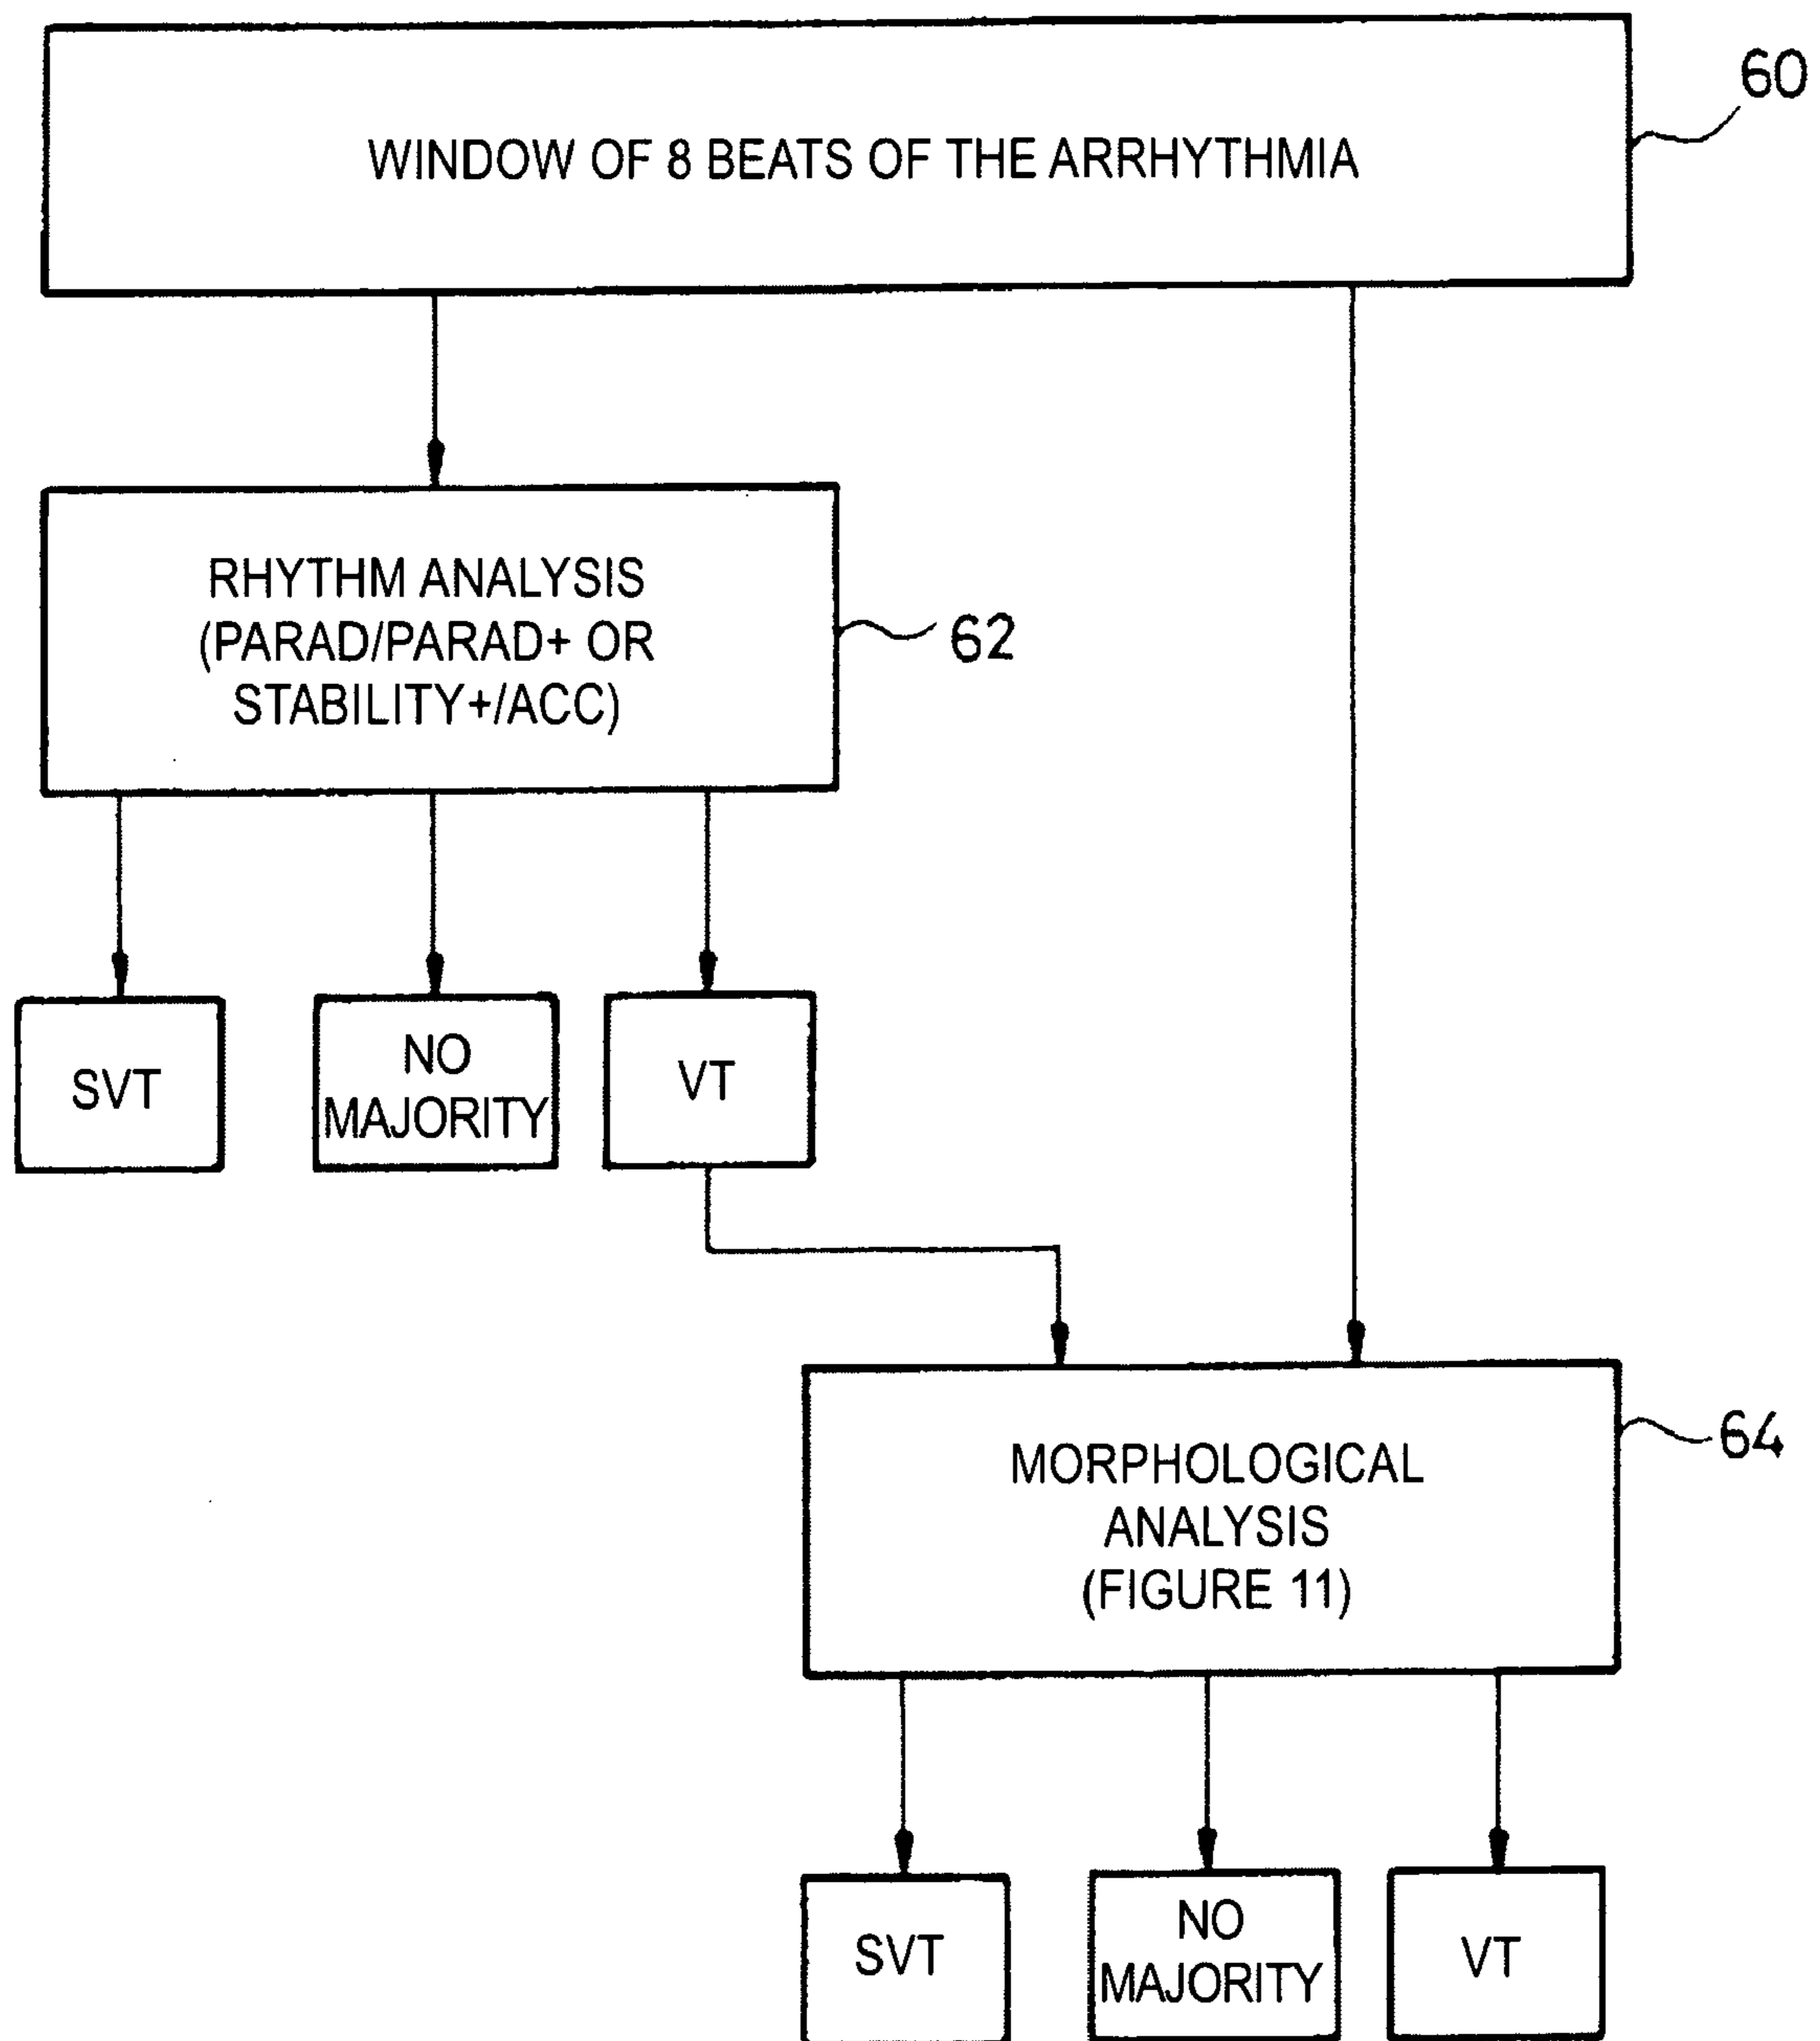 60
WINDOW OF 8 BEATS OF THE ARRHYTHMIA
RHYTHM ANALYSIS
(PARAD/PARAD+ OR
STABILITY+/ACC)
62
SVT
NO
MAJORITY
VT
MORPHOLOGICAL
ANALYSIS
(FIGURE 11)
64
SVT
NO
MAJORITY
VT